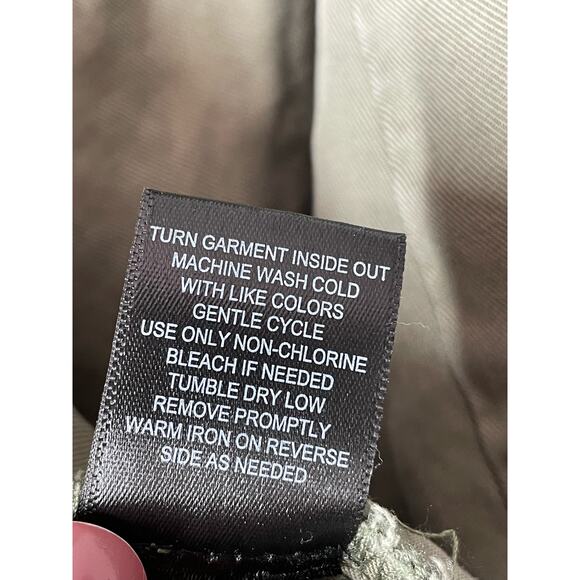 TURN GARMENT INSIDE OUT
MACHINE WASH COLD
WITH LIKE COLORS
GENTLE CYCLE
USE ONLY NON-CHLORINE
BLEACH IF NEEDED
TUMBLE DRY LOW
REMOVE PROMPTLY
WARM IRON ON REVERSE
SIDE AS NEEDED